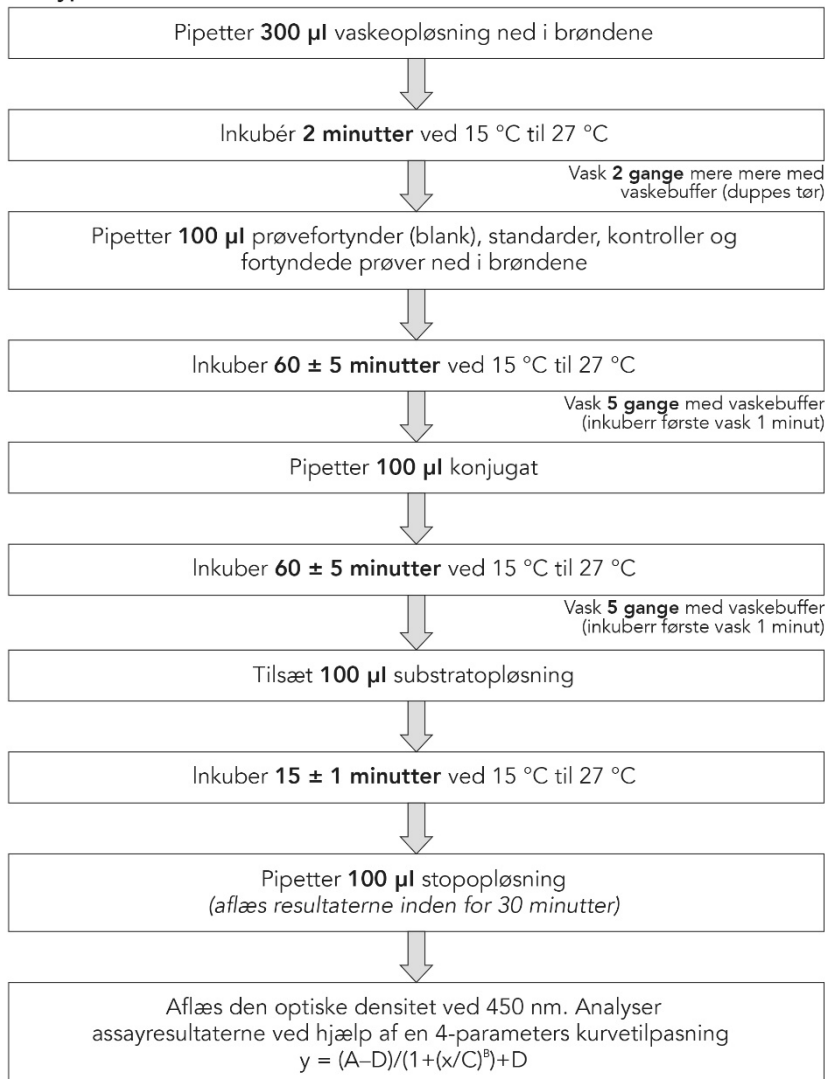 Pipetter 300 µl vaskeopløsning ned i brøndene
Inkubér 2 minutter ved 15 °C til 27 °C
Vask 2 gange mere mere med
vaskebuffer (duppes tør)
Pipetter 100 µl prøvefortynder (blank), standarder, kontroller og
fortyndede prøver ned i brøndene
Inkuber 60 ± 5 minutter ved 15 °C til 27 °C
Vask 5 gange med vaskebuffer
(inkuberr første vask 1 minut)
Pipetter 100 µl konjugat
Inkuber 60 ± 5 minutter ved 15 °C til 27 °C
Vask 5 gange med vaskebuffer
(inkuberr første vask 1 minut)
Tilsæt 100 µl substratopløsning
Inkuber 15 ± 1 minutter ved 15 °C til 27 °C
Pipetter 100 µl stopopløsning
(aflæs resultaterne inden for 30 minutter)
Aflæs den optiske densitet ved 450 nm. Analyser
assayresultaterne ved hjælp af en 4-parameters kurvetilpasning
y = (A–D)/(1+(x/C)ᴮ)+D